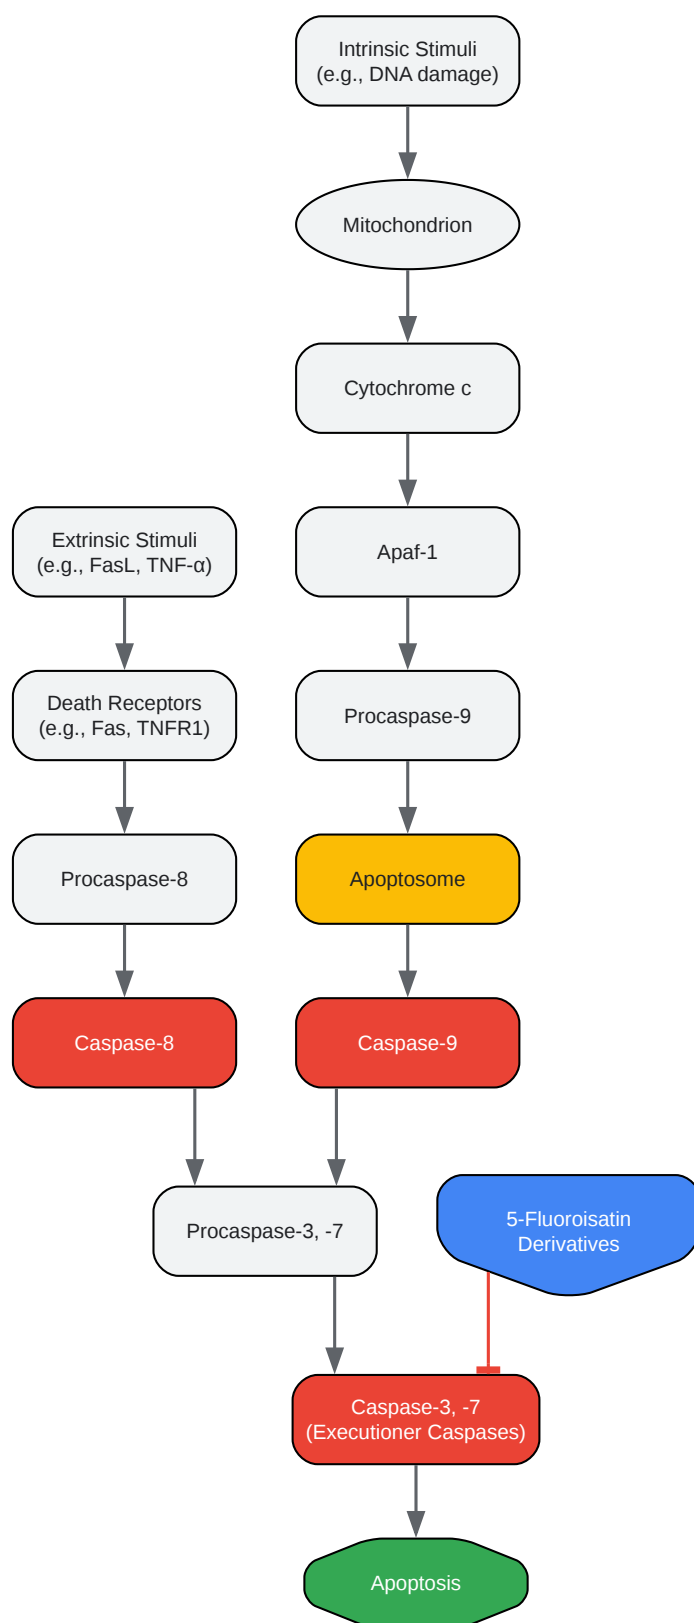 Intrinsic Stimuli
(e.g., DNA damage)
Mitochondrion
Cytochrome c
Extrinsic Stimuli
(e.g., FasL, TNF-α)
Apaf-1
Death Receptors
(e.g., Fas, TNFR1)
Procaspase-9
Procaspase-8
Apoptosome
Caspase-8
Caspase-9
Procaspase-3, -7
5-Fluoroisatin
Derivatives
Caspase-3, -7
(Executioner Caspases)
Apoptosis